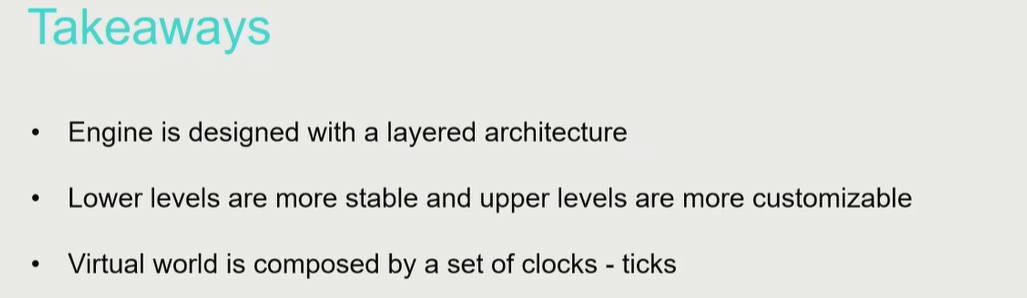 Takeaways
• Engine is designed with a layered architecture
• Lower levels are more stable and upper levels are more customizable
• Virtual world is composed by a set of clocks - ticks